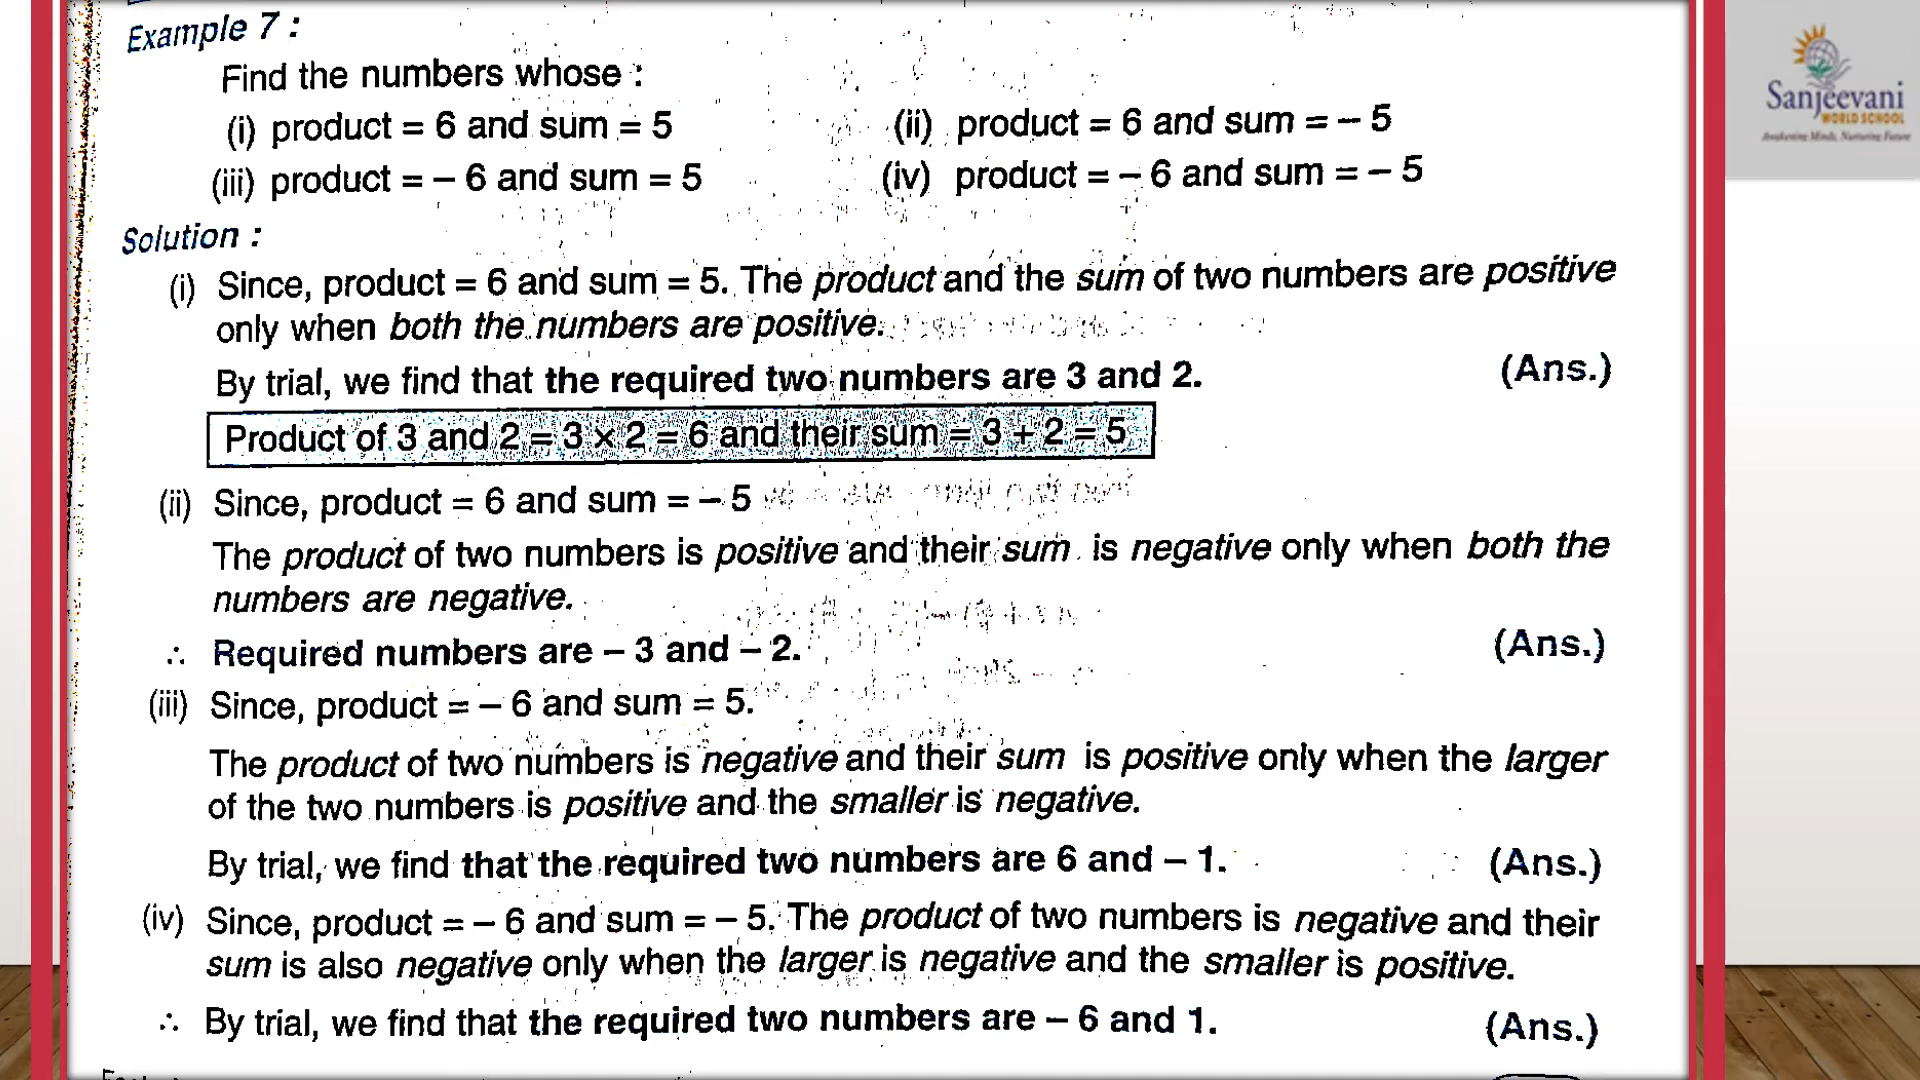 Example 7 :
Find the numbers whose :
(i) product = 6 and sum = 5 (ii) product = 6 and sum = – 5
(iii) product = – 6 and sum = 5 (iv) product = – 6 and sum = – 5
Solution :
(i) Since, product = 6 and sum = 5. The product and the sum of two numbers are positive
only when both the numbers are positive.
By trial, we find that the required two numbers are 3 and 2. (Ans.)
Product of 3 and 2 = 3 × 2 = 6 and their sum = 3 + 2 = 5
(ii) Since, product = 6 and sum = – 5
The product of two numbers is positive and their sum is negative only when both the
numbers are negative.
∴ Required numbers are – 3 and – 2. (Ans.)
(iii) Since, product = – 6 and sum = 5.
The product of two numbers is negative and their sum is positive only when the larger
of the two numbers is positive and the smaller is negative.
By trial, we find that the required two numbers are 6 and – 1. (Ans.)
(iv) Since, product = – 6 and sum = – 5. The product of two numbers is negative and their
sum is also negative only when the larger is negative and the smaller is positive.
∴ By trial, we find that the required two numbers are – 6 and 1. (Ans.)
Sanjeevani
WORLD SCHOOL
Awakening Minds, Nurturing Future